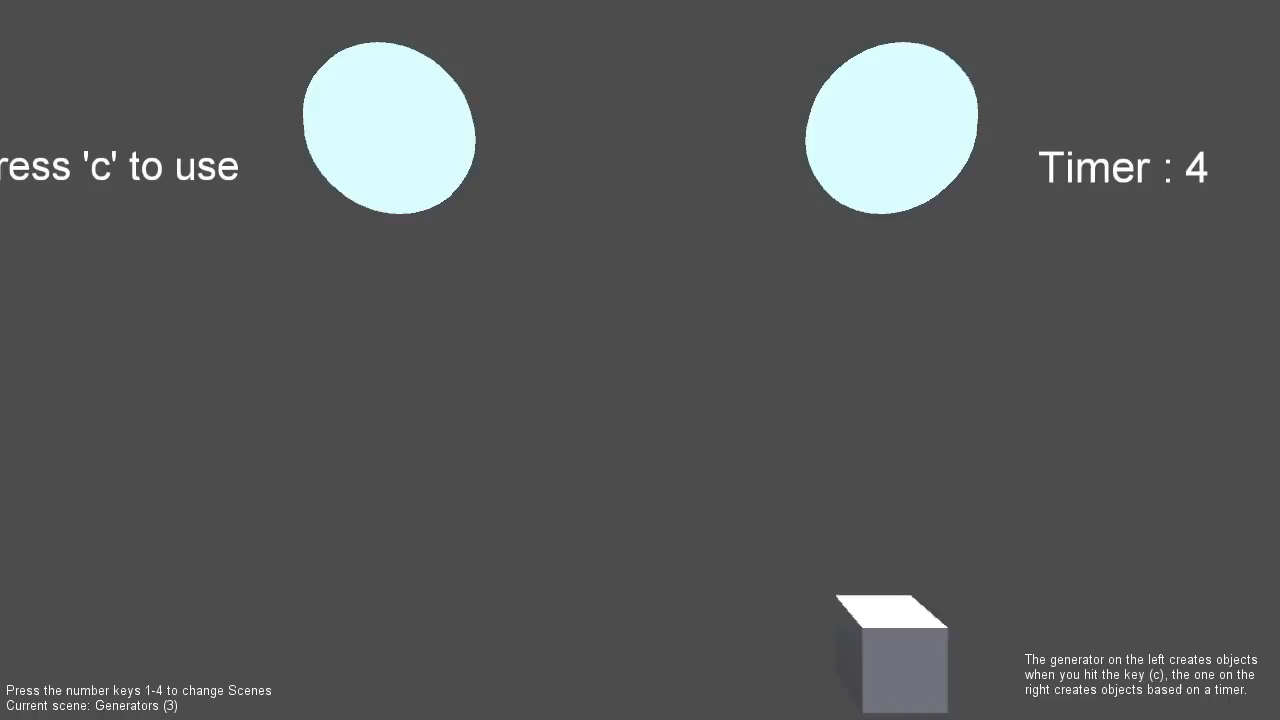 ress 'c' to use
Timer : 4
The generator on the left creates objects
when you hit the key (c), the one on the
right creates objects based on a timer.
Press the number keys 1-4 to change Scenes
Current scene: Generators (3)